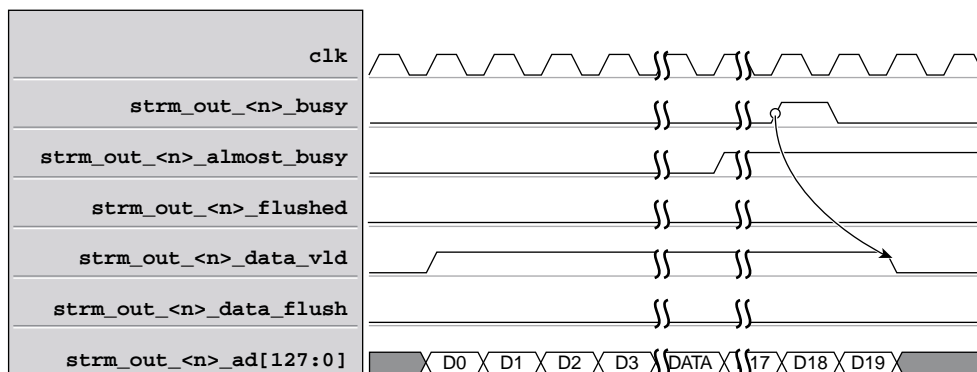 clk
strm_out_<n>_busy
strm_out_<n>_almost_busy
strm_out_<n>_flushed
strm_out_<n>_data_vld
strm_out_<n>_data_flush
strm_out_<n>_ad[127:0] D0 D1 D2 D3 DATA 17 D18 D19